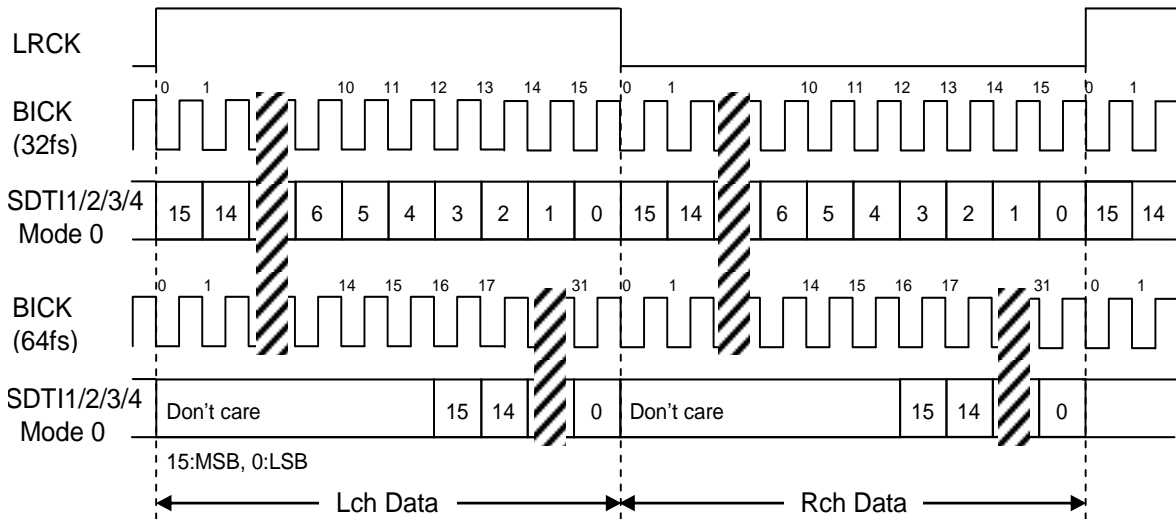 LRCK
0 1 10 11 12 13 14 15 0 1 10 11 12 13 14 15 0 1
BICK
(32fs)
SDTI1/2/3/4
Mode 0
15 14 6 5 4 3 2 1 0 15 14 6 5 4 3 2 1 0 15 14
0 1 14 15 16 17 31 0 1 14 15 16 17 31 0 1
BICK
(64fs)
SDTI1/2/3/4
Mode 0
Don't care 15 14 0 Don't care 15 14 0
15:MSB, 0:LSB
Lch Data Rch Data